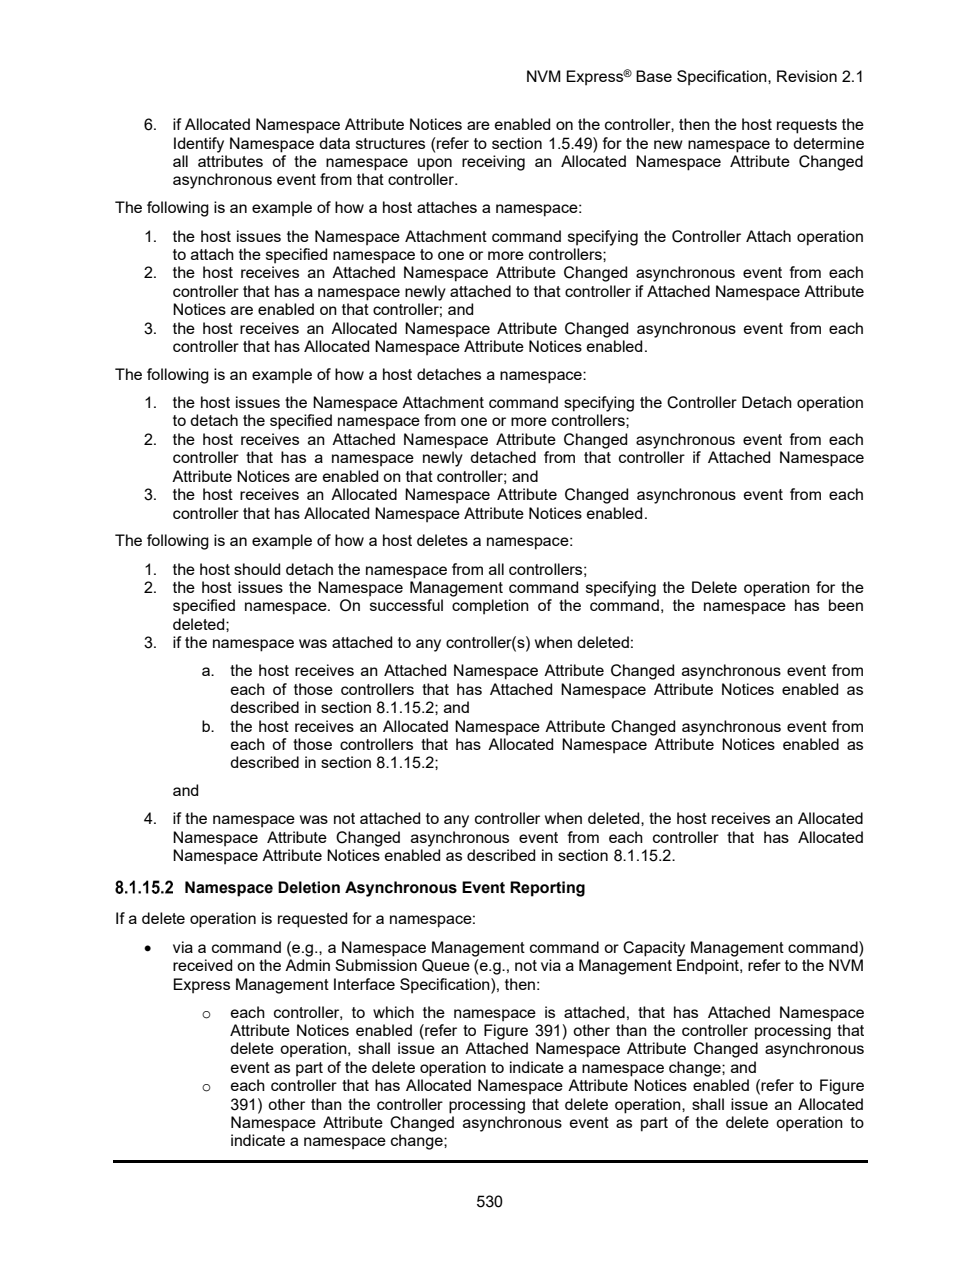 NVM Express® Base Specification, Revision 2.1
6. if Allocated Namespace Attribute Notices are enabled on the controller, then the host requests the
Identify Namespace data structures (refer to section 1.5.49) for the new namespace to determine
all attributes of the namespace upon receiving an Allocated Namespace Attribute Changed
asynchronous event from that controller.
The following is an example of how a host attaches a namespace:
1. the host issues the Namespace Attachment command specifying the Controller Attach operation
to attach the specified namespace to one or more controllers;
2. the host receives an Attached Namespace Attribute Changed asynchronous event from each
controller that has a namespace newly attached to that controller if Attached Namespace Attribute
Notices are enabled on that controller; and
3. the host receives an Allocated Namespace Attribute Changed asynchronous event from each
controller that has Allocated Namespace Attribute Notices enabled.
The following is an example of how a host detaches a namespace:
1. the host issues the Namespace Attachment command specifying the Controller Detach operation
to detach the specified namespace from one or more controllers;
2. the host receives an Attached Namespace Attribute Changed asynchronous event from each
controller that has a namespace newly detached from that controller if Attached Namespace
Attribute Notices are enabled on that controller; and
3. the host receives an Allocated Namespace Attribute Changed asynchronous event from each
controller that has Allocated Namespace Attribute Notices enabled.
The following is an example of how a host deletes a namespace:
1. the host should detach the namespace from all controllers;
2. the host issues the Namespace Management command specifying the Delete operation for the
specified namespace. On successful completion of the command, the namespace has been
deleted;
3. if the namespace was attached to any controller(s) when deleted:
a. the host receives an Attached Namespace Attribute Changed asynchronous event from
each of those controllers that has Attached Namespace Attribute Notices enabled as
described in section 8.1.15.2; and
b. the host receives an Allocated Namespace Attribute Changed asynchronous event from
each of those controllers that has Allocated Namespace Attribute Notices enabled as
described in section 8.1.15.2;
and
4. if the namespace was not attached to any controller when deleted, the host receives an Allocated
Namespace Attribute Changed asynchronous event from each controller that has Allocated
Namespace Attribute Notices enabled as described in section 8.1.15.2.
8.1.15.2 Namespace Deletion Asynchronous Event Reporting
If a delete operation is requested for a namespace:
• via a command (e.g., a Namespace Management command or Capacity Management command)
received on the Admin Submission Queue (e.g., not via a Management Endpoint, refer to the NVM
Express Management Interface Specification), then:
o each controller, to which the namespace is attached, that has Attached Namespace
Attribute Notices enabled (refer to Figure 391) other than the controller processing that
delete operation, shall issue an Attached Namespace Attribute Changed asynchronous
event as part of the delete operation to indicate a namespace change; and
o each controller that has Allocated Namespace Attribute Notices enabled (refer to Figure
391) other than the controller processing that delete operation, shall issue an Allocated
Namespace Attribute Changed asynchronous event as part of the delete operation to
indicate a namespace change;
530